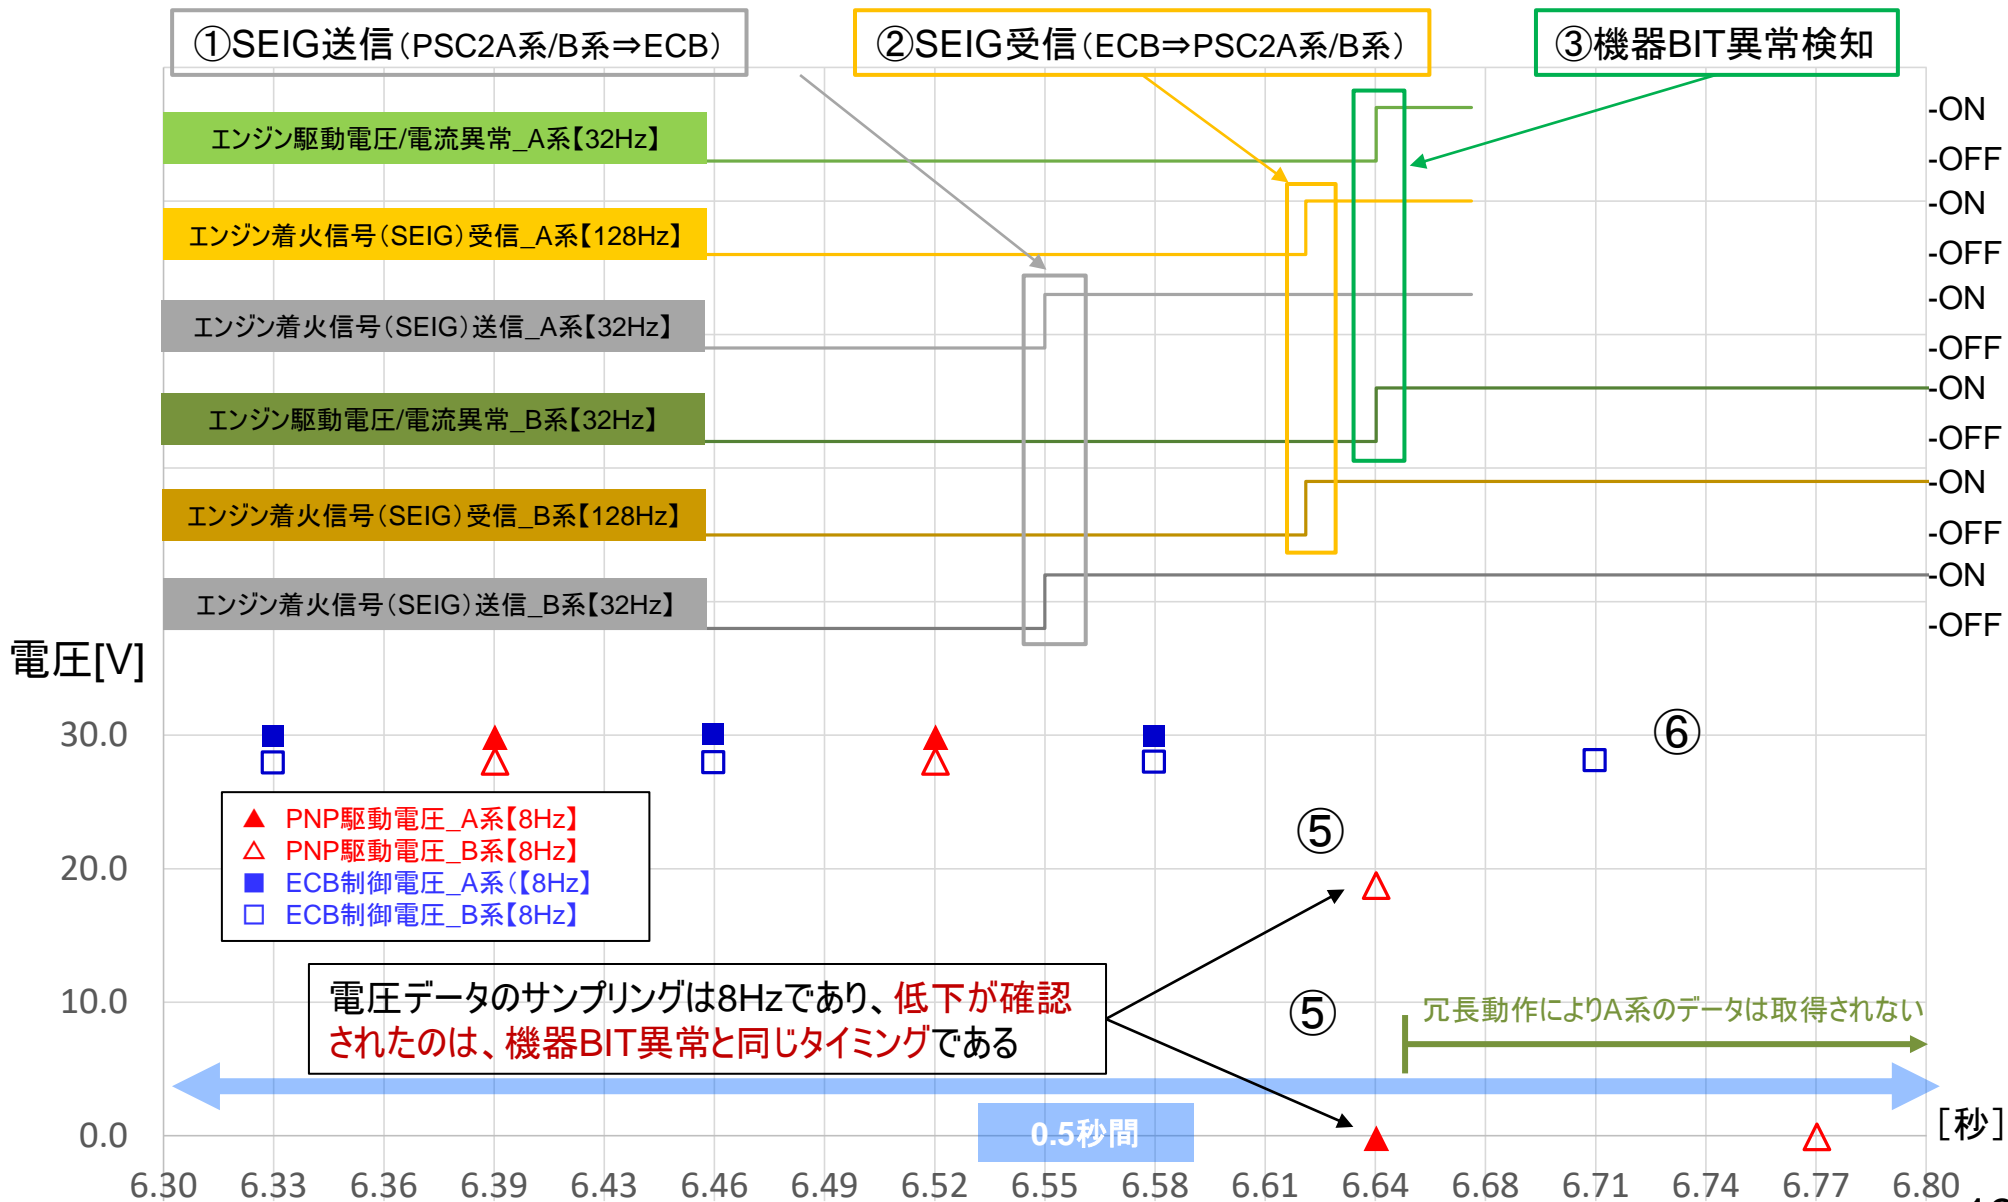 ①SEIG送信(PSC2A系/B系⇒ECB)
②SEIG受信(ECB⇒PSC2A系/B系)
③機器BIT異常検知
エンジン駆動電圧/電流異常_A系【32Hz】
-ON
-OFF
エンジン着火信号(SEIG)受信_A系【128Hz】
-ON
-OFF
エンジン着火信号(SEIG)送信_A系【32Hz】
-ON
-OFF
エンジン駆動電圧/電流異常_B系【32Hz】
-ON
-OFF
エンジン着火信号(SEIG)受信_B系【128Hz】
-ON
-OFF
エンジン着火信号(SEIG)送信_B系【32Hz】
-ON
-OFF
電圧[V]
30.0
20.0
10.0
0.0
⑥
⑤
⑤
PNP駆動電圧_A系【8Hz】
PNP駆動電圧_B系【8Hz】
ECB制御電圧_A系(【8Hz】
ECB制御電圧_B系【8Hz】
電圧データのサンプリングは8Hzであり、低下が確認
されたのは、機器BIT異常と同じタイミングである
冗長動作によりA系のデータは取得されない
0.5秒間
[秒]
6.30 6.33 6.36 6.39 6.43 6.46 6.49 6.52 6.55 6.58 6.61 6.64 6.68 6.71 6.74 6.77 6.80